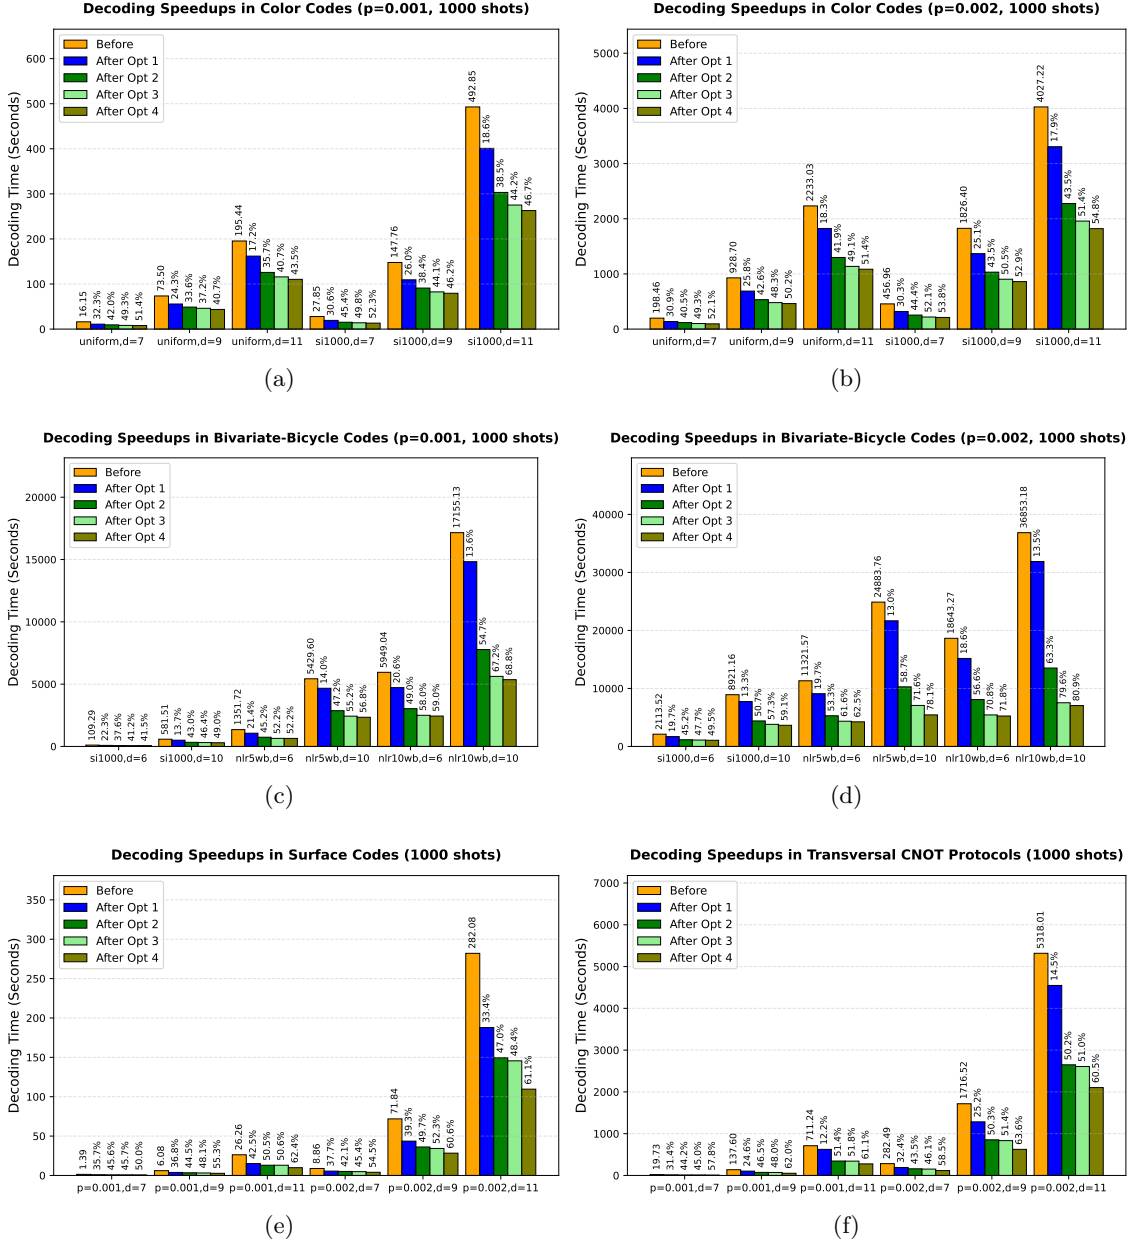 Decoding Speedups in Color Codes (p=0.001, 1000 shots)
Decoding Time (Seconds)
600
500
400
300
200
100
0
Before
After Opt 1
After Opt 2
After Opt 3
After Opt 4
16.15 32.3% 42.0% 49.3% 51.4%
73.50 24.3% 33.6% 37.2% 40.7%
195.44 17.2% 35.7% 40.7% 43.5%
27.85 30.6% 45.4% 49.8% 52.3%
147.76 26.0% 38.4% 44.1% 46.2%
492.85 18.6% 38.5% 44.2% 46.7%
uniform,d=7 uniform,d=9 uniform,d=11 si1000,d=7 si1000,d=9 si1000,d=11
(a)
Decoding Speedups in Color Codes (p=0.002, 1000 shots)
Decoding Time (Seconds)
5000
4000
3000
2000
1000
0
Before
After Opt 1
After Opt 2
After Opt 3
After Opt 4
198.46 30.9% 40.5% 49.3% 52.1%
928.70 25.8% 42.6% 48.3% 50.2%
2233.03 18.3% 41.9% 49.1% 51.4%
456.96 30.3% 44.4% 52.1% 53.8%
1826.40 25.1% 43.5% 50.5% 52.9%
4027.22 17.9% 43.5% 51.4% 54.8%
uniform,d=7 uniform,d=9 uniform,d=11 si1000,d=7 si1000,d=9 si1000,d=11
(b)
Decoding Speedups in Bivariate-Bicycle Codes (p=0.001, 1000 shots)
Decoding Time (Seconds)
20000
15000
10000
5000
0
Before
After Opt 1
After Opt 2
After Opt 3
After Opt 4
109.29 22.3% 37.6% 41.2% 41.5%
581.51 13.7% 43.0% 46.4% 49.0%
1351.72 21.4% 45.2% 52.2% 52.2%
5429.60 14.0% 47.2% 55.2% 56.8%
5949.04 20.6% 49.0% 58.0% 59.0%
17155.13 13.6% 54.7% 67.2% 68.8%
si1000,d=6 si1000,d=10 nlr5wb,d=6 nlr5wb,d=10 nlr10wb,d=6 nlr10wb,d=10
(c)
Decoding Speedups in Bivariate-Bicycle Codes (p=0.002, 1000 shots)
Decoding Time (Seconds)
40000
30000
20000
10000
0
Before
After Opt 1
After Opt 2
After Opt 3
After Opt 4
2113.52 19.7% 45.2% 47.7% 49.5%
8921.16 13.3% 50.7% 57.3% 59.1%
11321.57 19.7% 53.3% 61.6% 62.5%
24883.76 13.0% 58.7% 71.6% 78.1%
18643.27 18.6% 56.6% 70.8% 71.8%
36853.18 13.5% 63.3% 79.6% 80.9%
si1000,d=6 si1000,d=10 nlr5wb,d=6 nlr5wb,d=10 nlr10wb,d=6 nlr10wb,d=10
(d)
Decoding Speedups in Surface Codes (1000 shots)
Decoding Time (Seconds)
350
300
250
200
150
100
50
0
Before
After Opt 1
After Opt 2
After Opt 3
After Opt 4
1.39 35.7% 45.6% 45.7% 50.0%
6.08 36.8% 44.5% 48.1% 55.3%
26.26 42.5% 50.5% 50.6% 62.4%
8.86 37.7% 42.1% 45.4% 54.5%
71.84 39.3% 49.7% 52.3% 60.6%
282.08 33.4% 47.0% 48.4% 61.1%
p=0.001,d=7 p=0.001,d=9 p=0.001,d=11 p=0.002,d=7 p=0.002,d=9 p=0.002,d=11
(e)
Decoding Speedups in Transversal CNOT Protocols (1000 shots)
Decoding Time (Seconds)
7000
6000
5000
4000
3000
2000
1000
0
Before
After Opt 1
After Opt 2
After Opt 3
After Opt 4
19.73 31.4% 44.2% 45.0% 57.8%
137.60 24.6% 46.5% 48.0% 62.0%
711.24 12.2% 51.4% 51.8% 61.1%
282.49 32.4% 43.5% 46.1% 58.5%
1716.52 25.2% 50.3% 51.4% 63.6%
5318.01 14.5% 50.2% 51.0% 60.5%
p=0.001,d=7 p=0.001,d=9 p=0.001,d=11 p=0.002,d=7 p=0.002,d=9 p=0.002,d=11
(f)